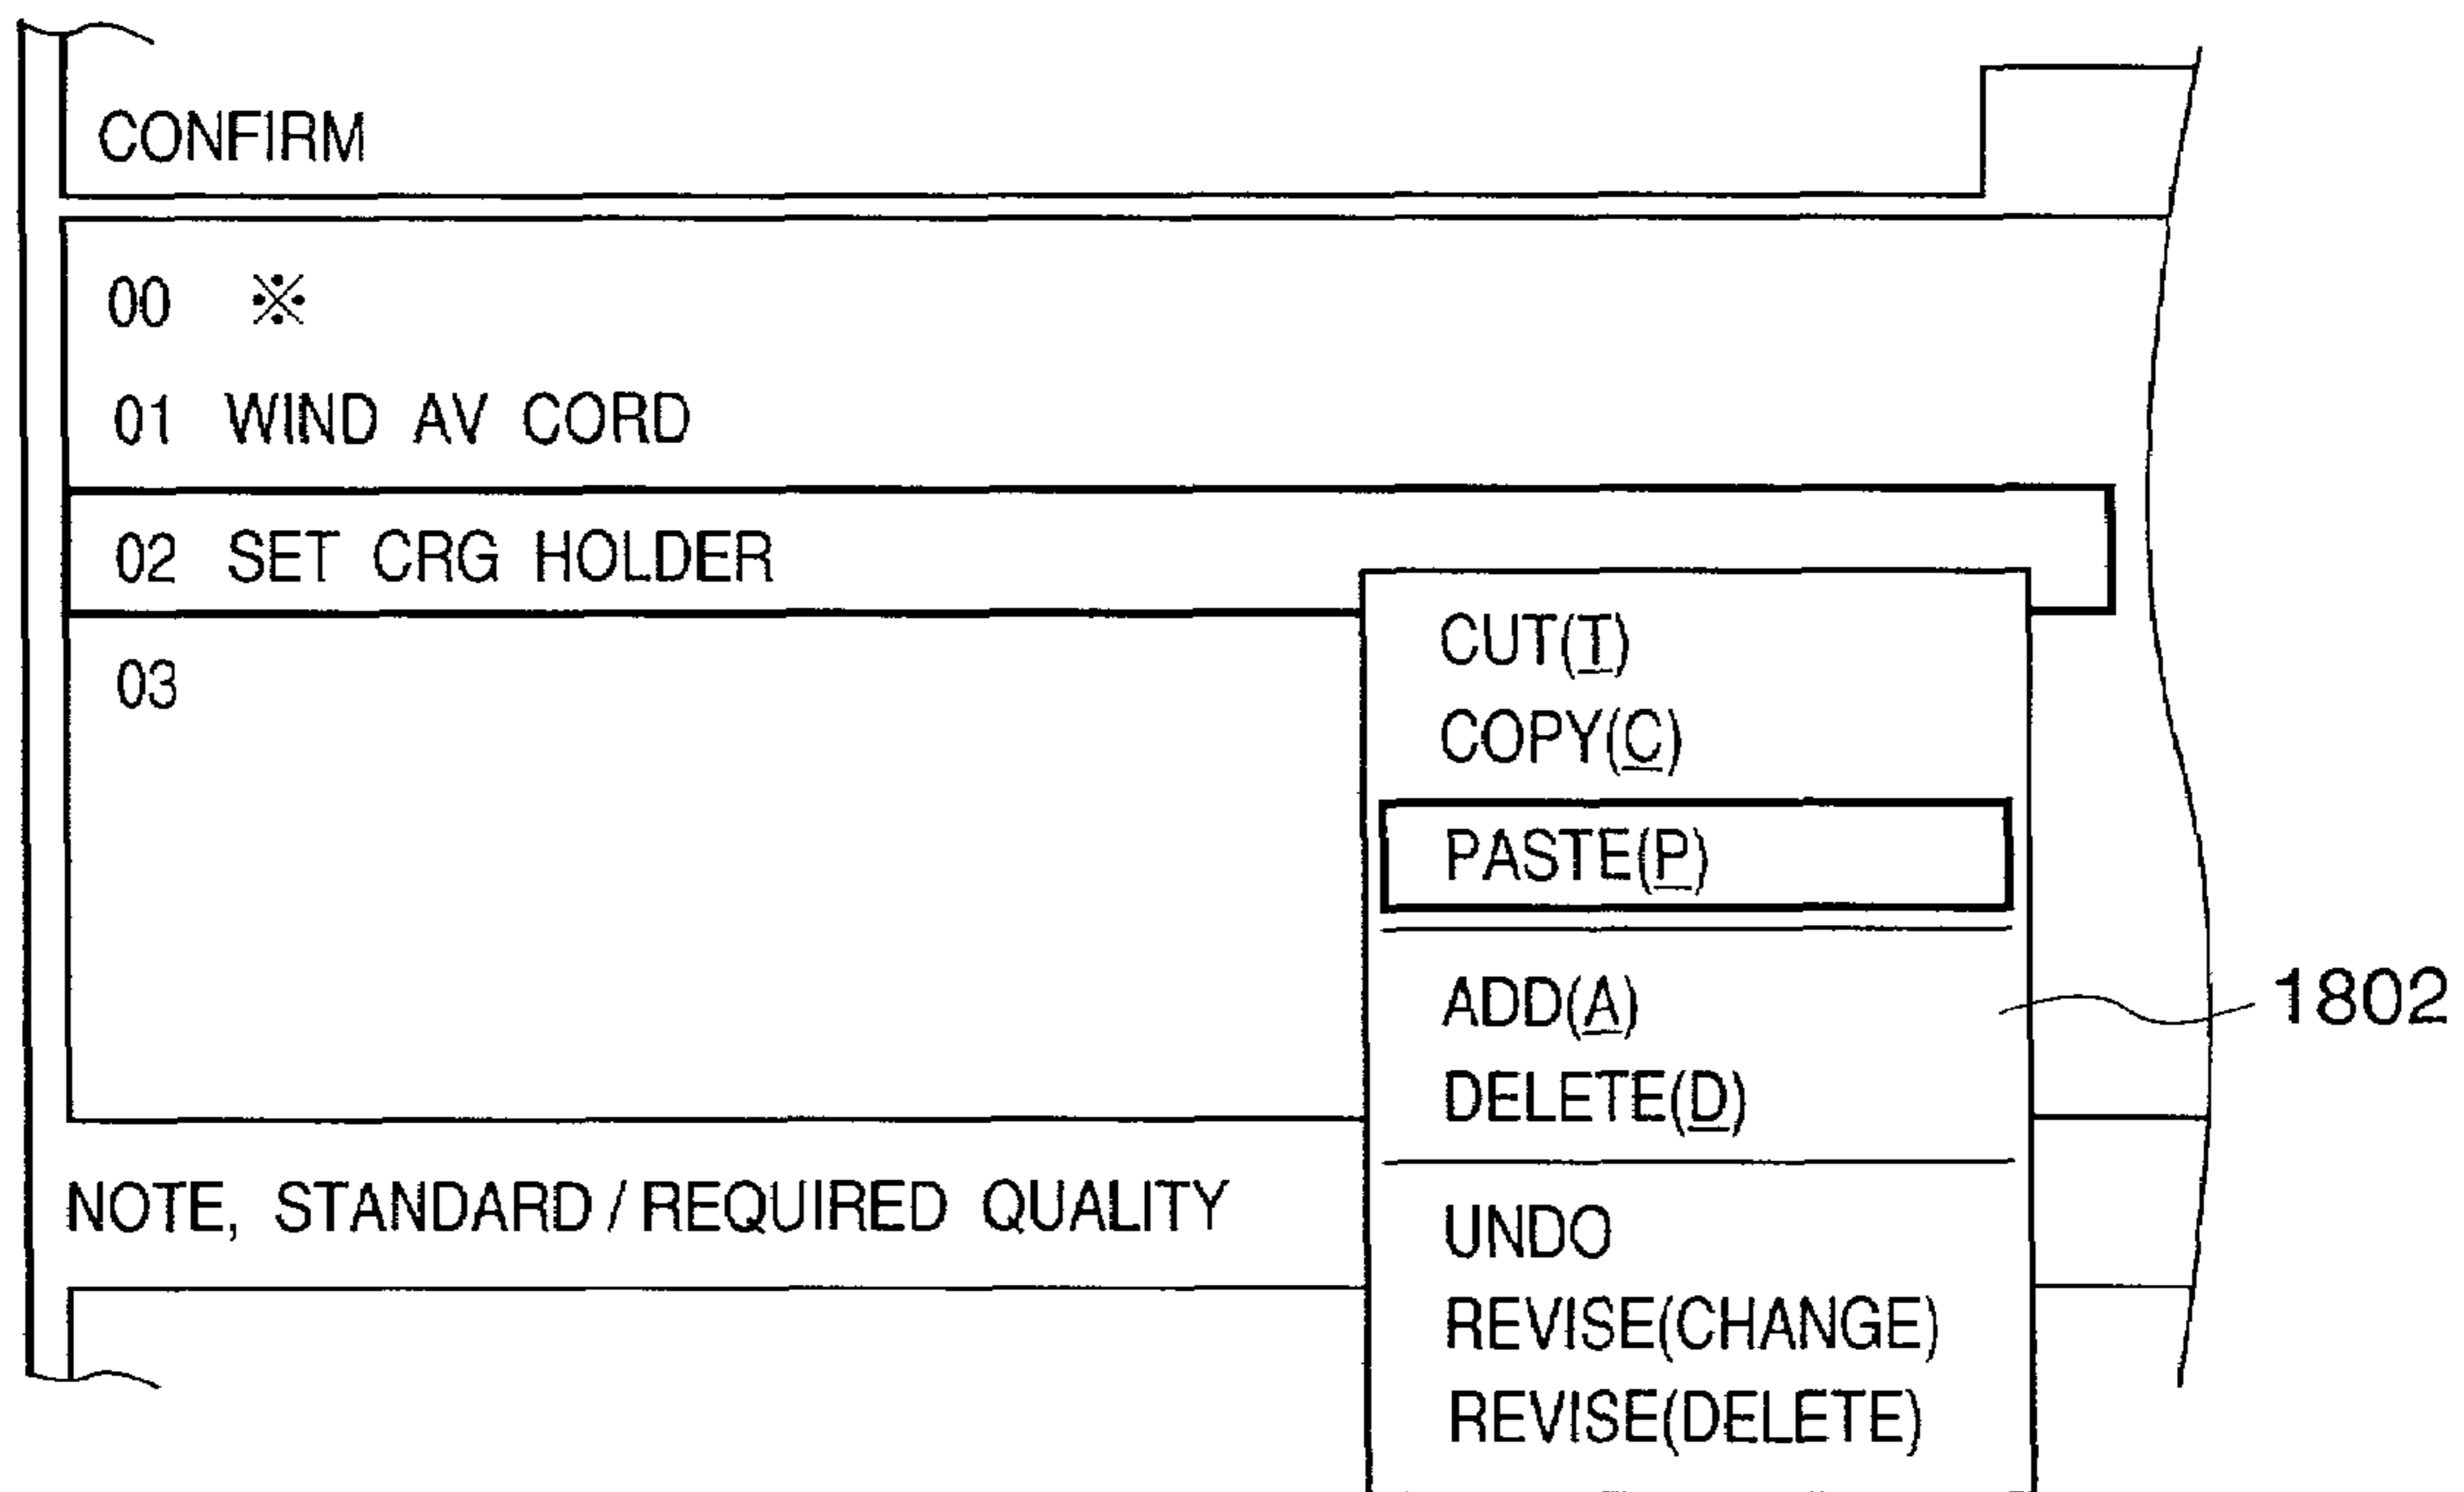 CONFIRM
00 ※
01 WIND AV CORD
02 SET CRG HOLDER
03
CUT(T)
COPY(C)
PASTE(P)
ADD(A)
1802
DELETE(D)
NOTE, STANDARD/REQUIRED QUALITY
UNDO
REVISE(CHANGE)
REVISE(DELETE)